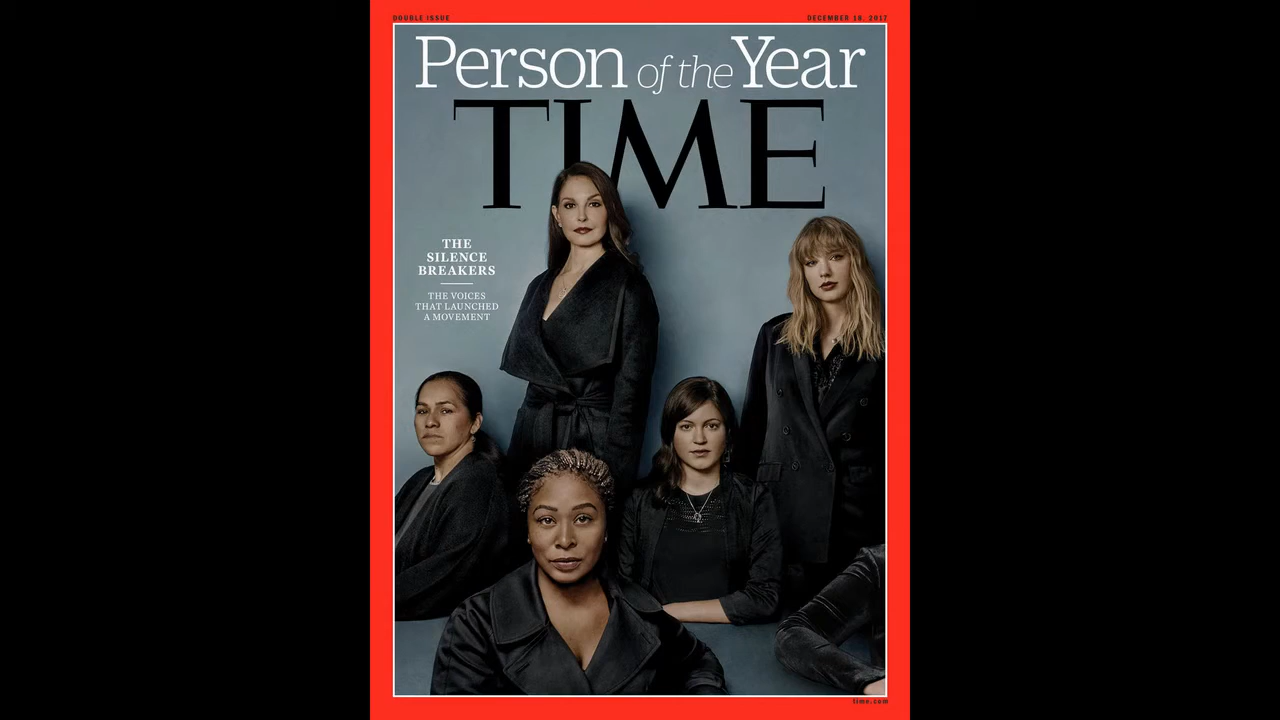 DOUBLE ISSUE
DECEMBER 18, 2017
Person of the Year
TIME
THE
SILENCE
BREAKERS
THE VOICES
THAT LAUNCHED
A MOVEMENT
time.com